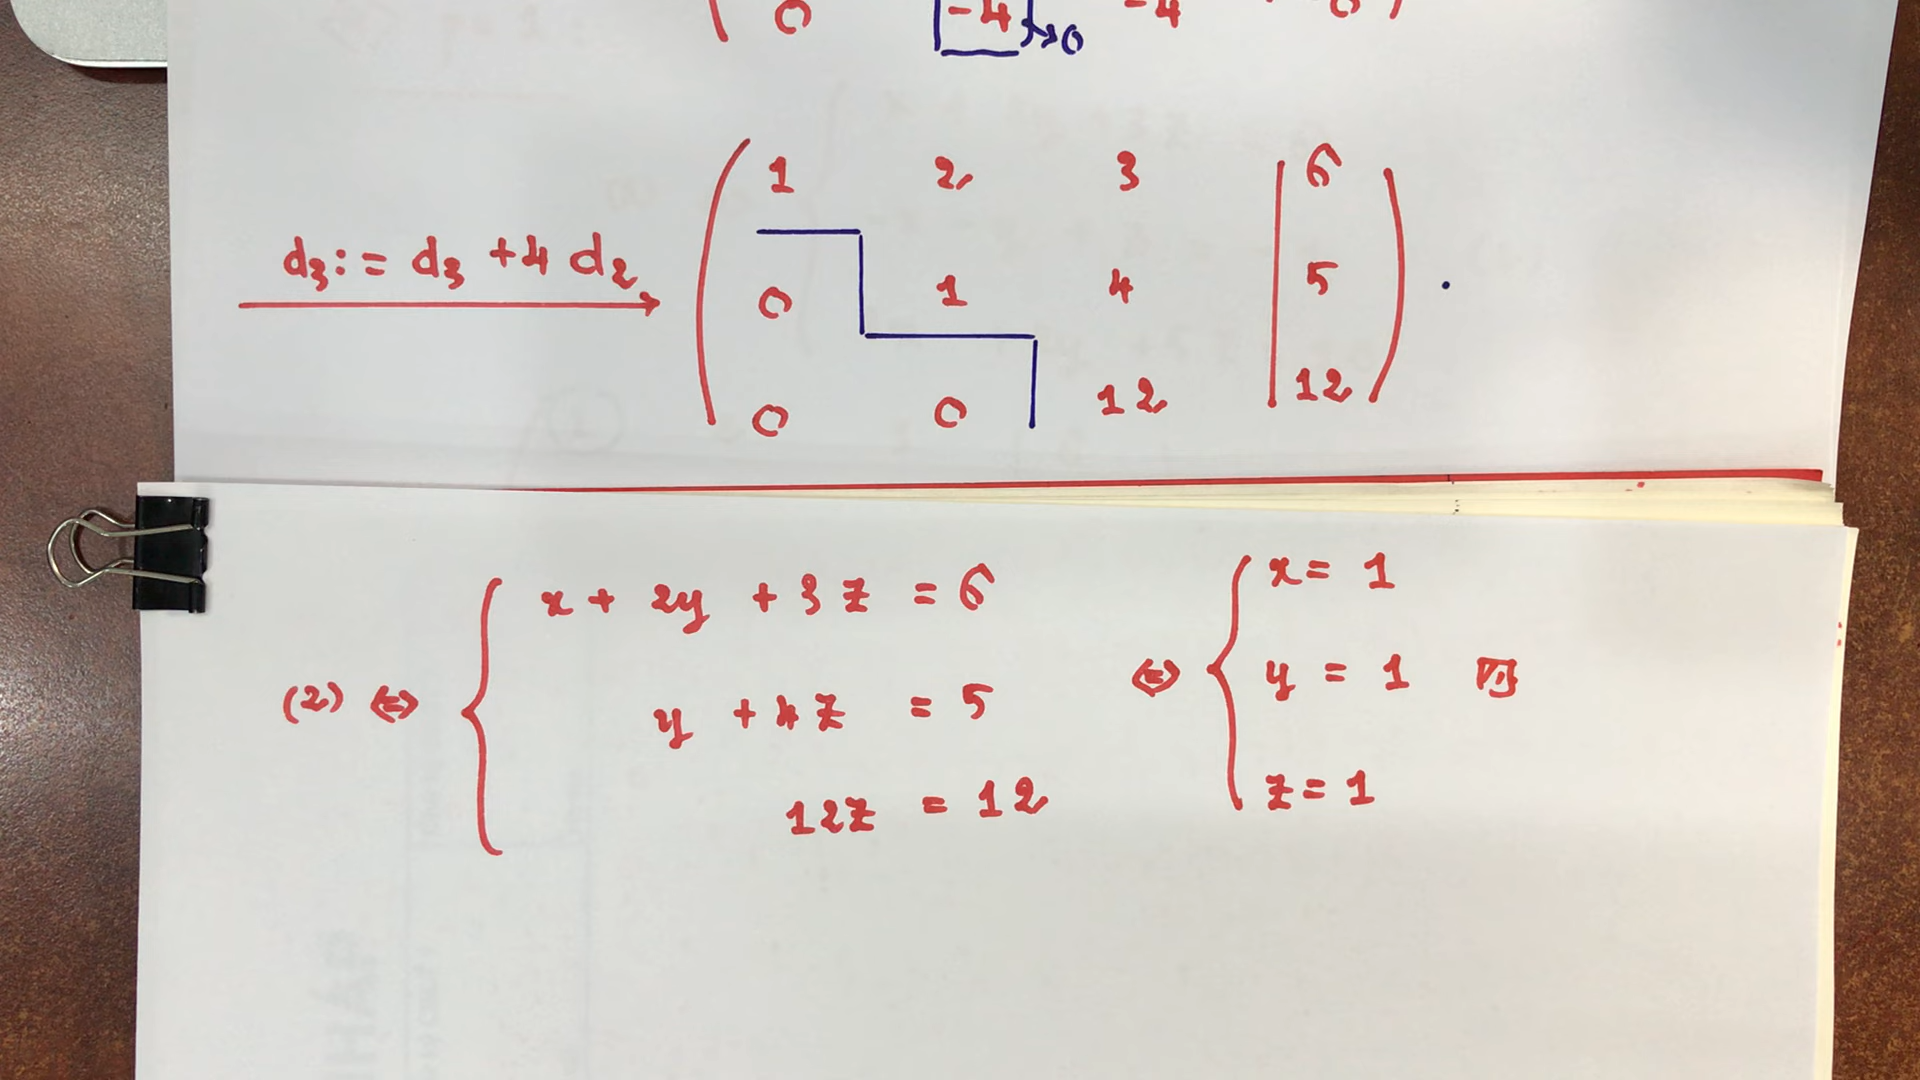 0 -4 → 0 -4
1 2 3 | 6
d₃ := d₃ + 4 d₂
0 1 4 | 5
0 0 12 | 12
x + 2y + 3z = 6
x = 1
(2) ⇔
y + 4z = 5
⇔
y = 1
12z = 12
z = 1